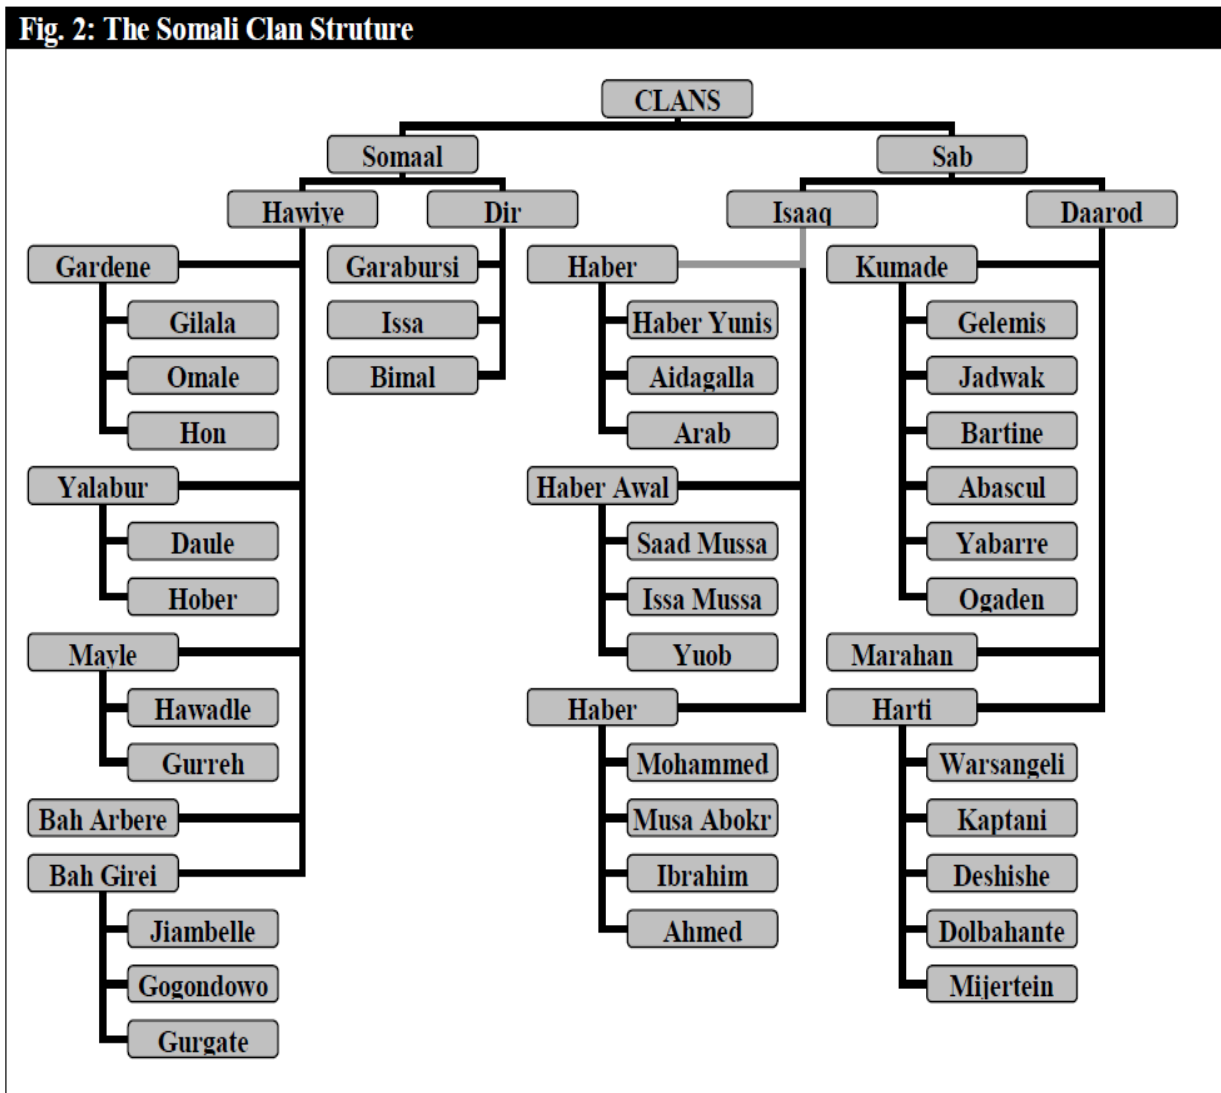 Fig. 2: The Somali Clan Struture
CLANS
Somaal
Sab
Hawiye
Dir
Isaaq
Daarod
Gardene
Gilala
Omale
Hon
Yalabur
Daule
Hober
Mayle
Hawadle
Gurreh
Bah Arbere
Bah Girei
Jiambelle
Gogondowo
Gurgate
Garabursi
Issa
Bimal
Haber
Haber Yunis
Aidagalla
Arab
Haber Awal
Saad Mussa
Issa Mussa
Yuob
Haber
Mohammed
Musa Abokr
Ibrahim
Ahmed
Kumade
Gelemis
Jadwak
Bartine
Abascul
Yabarre
Ogaden
Marahan
Harti
Warsangeli
Kaptani
Deshishe
Dolbahante
Mijertein